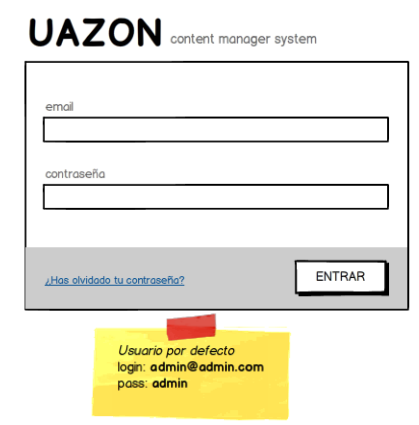 UAZON content manager system
email
contraseña
¿Has olvidado tu contraseña?
ENTRAR
Usuario por defecto
login: admin@admin.com
pass: admin